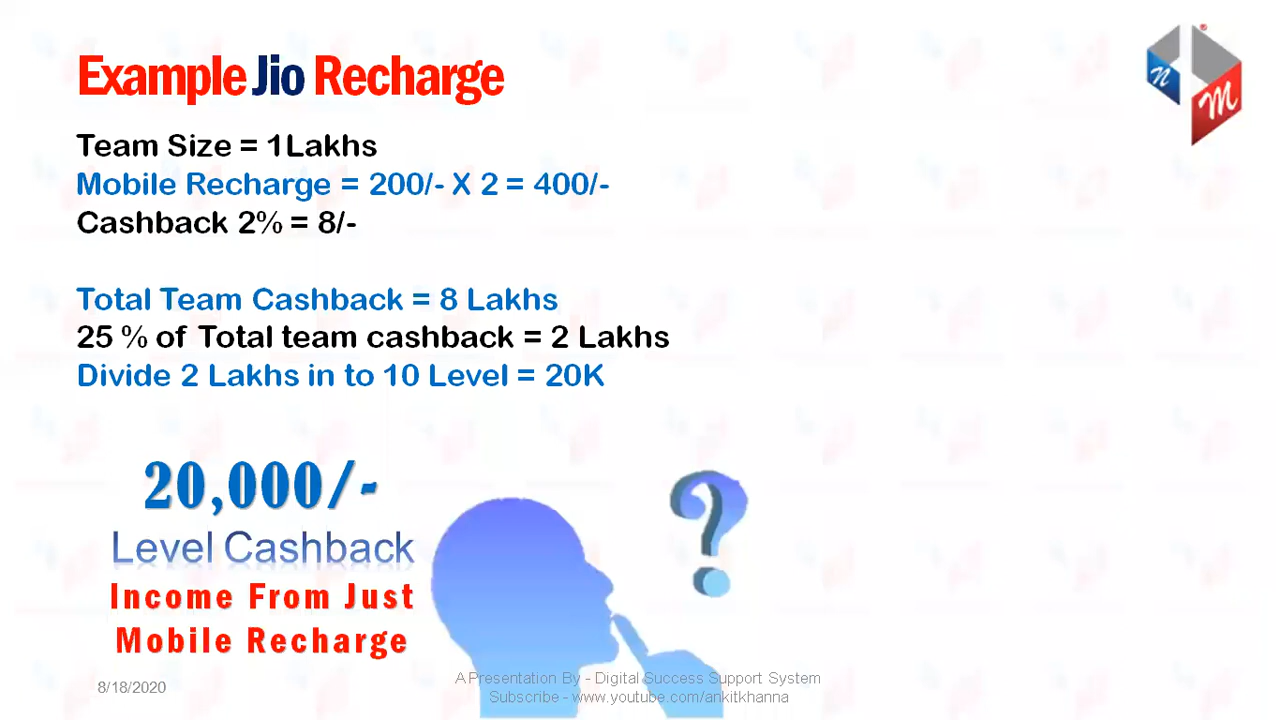 Example Jio Recharge
n
m
Team Size = 1Lakhs
Mobile Recharge = 200/- X 2 = 400/-
Cashback 2% = 8/-
Total Team Cashback = 8 Lakhs
25 % of Total team cashback = 2 Lakhs
Divide 2 Lakhs in to 10 Level = 20K
20,000/-
Level Cashback
Income From Just
Mobile Recharge
?
8/18/2020
A Presentation By - Digital Success Support System
Subscribe - www.youtube.com/ankitkhanna